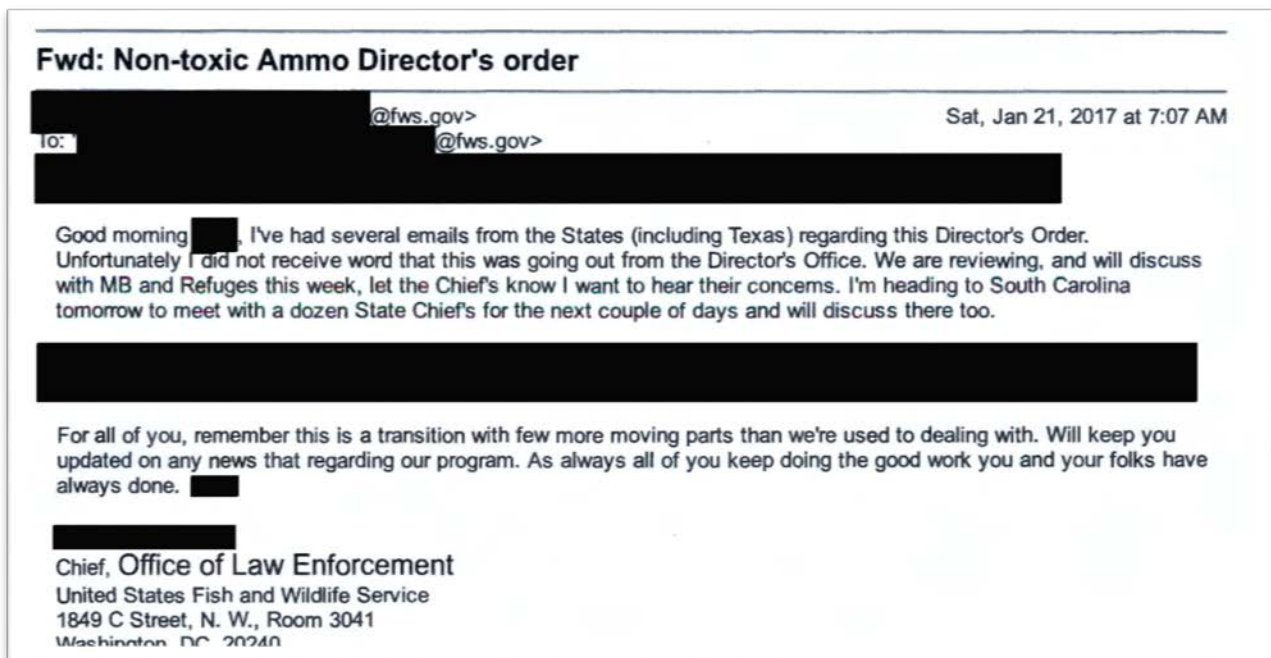 Fwd: Non-toxic Ammo Director's order
@fws.gov> Sat, Jan 21, 2017 at 7:07 AM
To: " @fws.gov>
Good morning , I've had several emails from the States (including Texas) regarding this Director's Order.
Unfortunately I did not receive word that this was going out from the Director's Office. We are reviewing, and will discuss
with MB and Refuges this week, let the Chief's know I want to hear their concerns. I'm heading to South Carolina
tomorrow to meet with a dozen State Chief's for the next couple of days and will discuss there too.
For all of you, remember this is a transition with few more moving parts than we're used to dealing with. Will keep you
updated on any news that regarding our program. As always all of you keep doing the good work you and your folks have
always done.
Chief, Office of Law Enforcement
United States Fish and Wildlife Service
1849 C Street, N. W., Room 3041
Washington, DC 20240